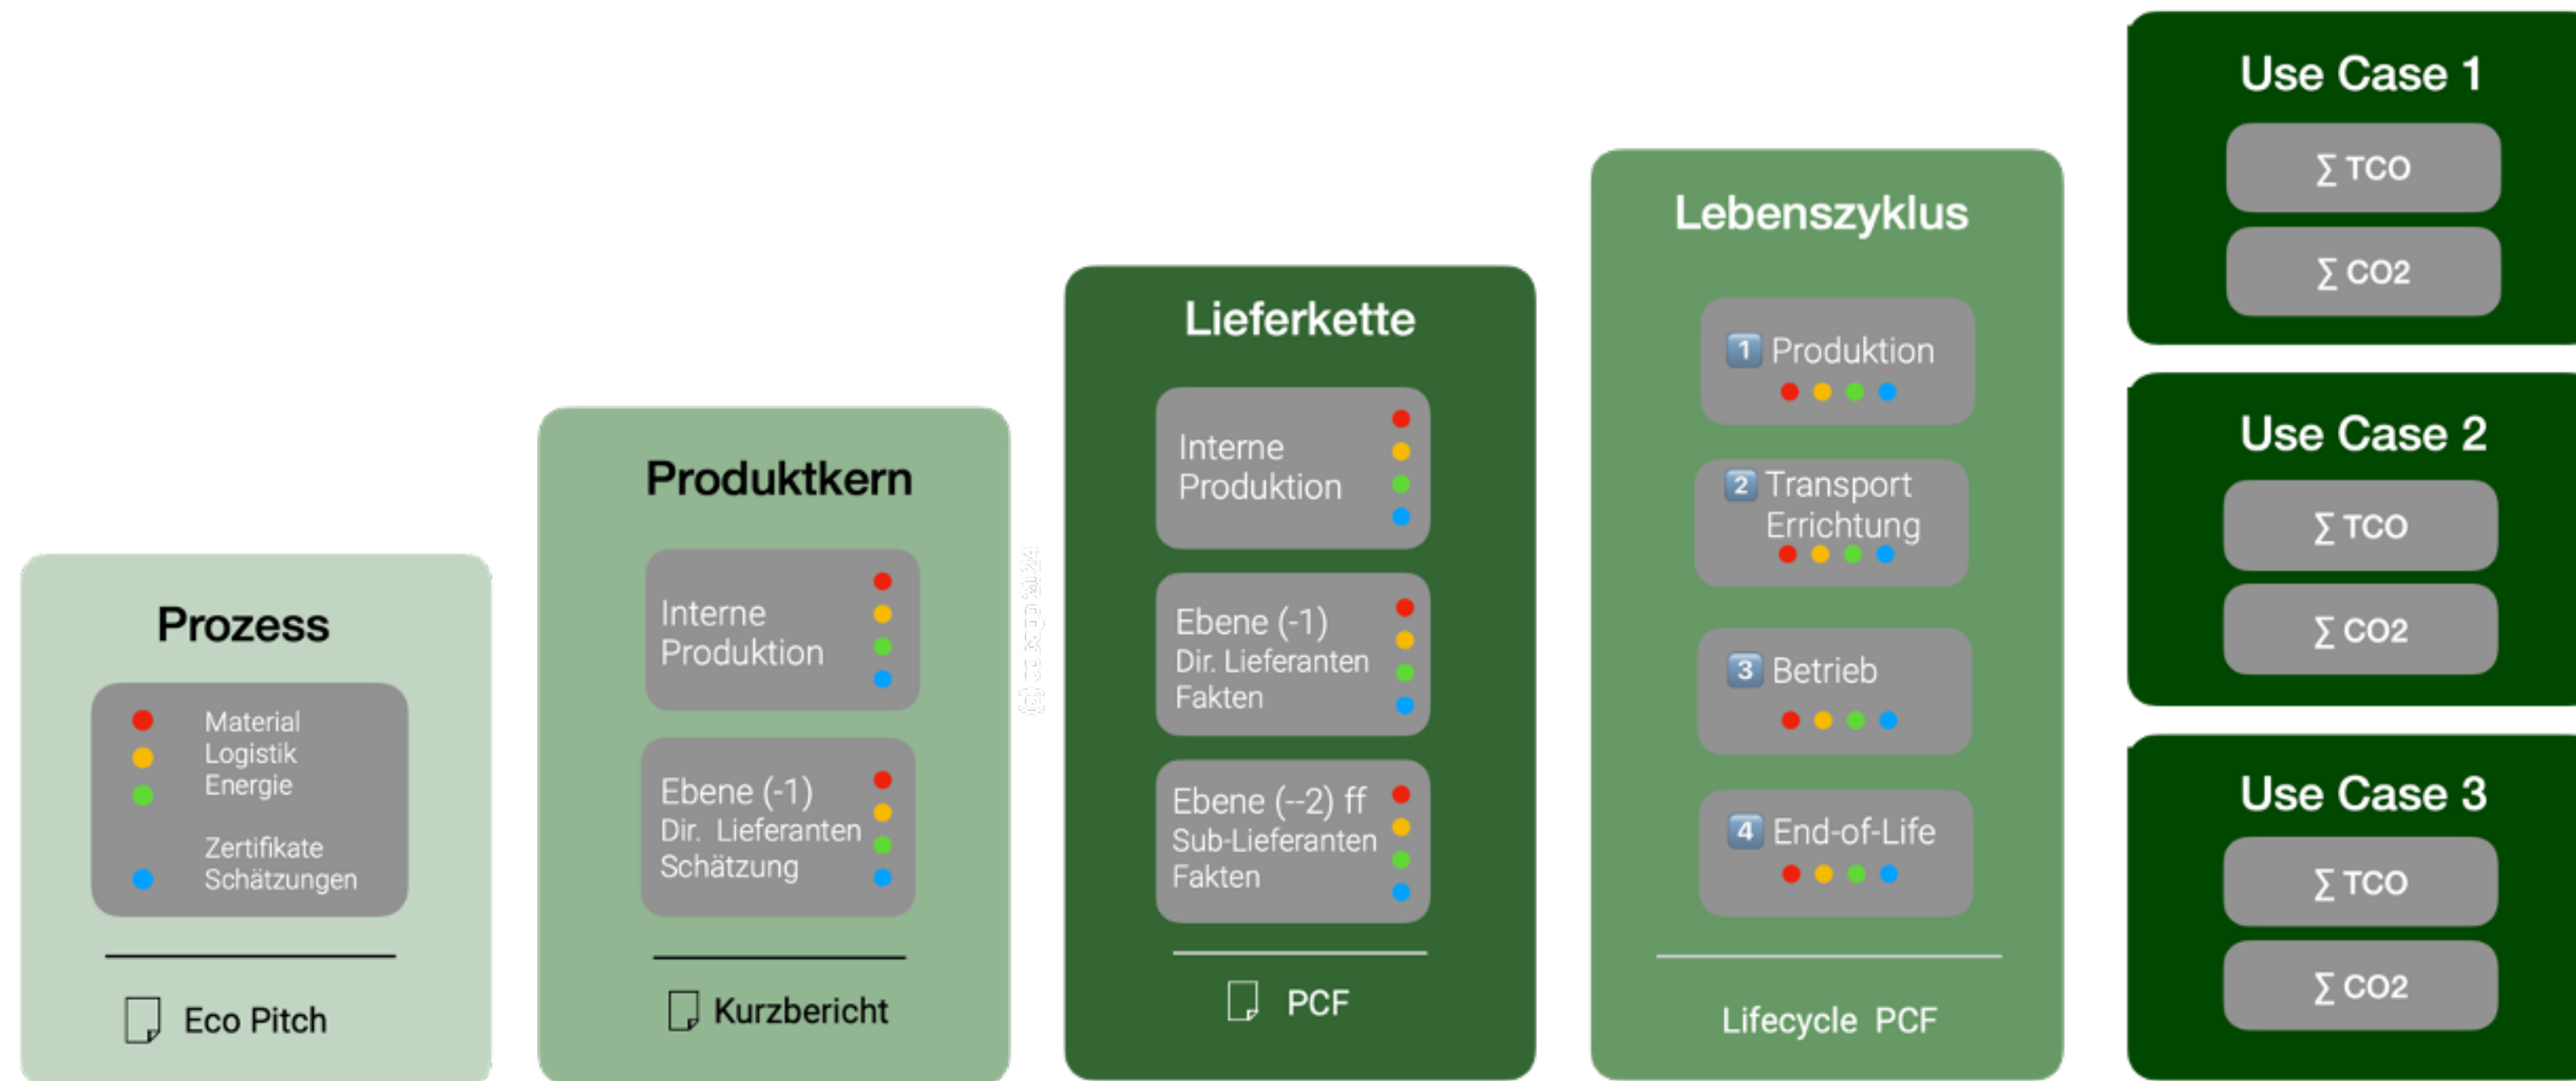 Prozess
Material
Logistik
Energie
Zertifikate
Schätzungen
Eco Pitch
Produktkern
Interne
Produktion
Ebene (-1)
Dir. Lieferanten
Schätzung
Kurzbericht
Lieferkette
Interne
Produktion
Ebene (-1)
Dir. Lieferanten
Fakten
Ebene (--2) ff
Sub-Lieferanten
Fakten
PCF
Lebenszyklus
1 Produktion
2 Transport
Errichtung
3 Betrieb
4 End-of-Life
Lifecycle PCF
Use Case 1
∑ TCO
∑ CO2
Use Case 2
∑ TCO
∑ CO2
Use Case 3
∑ TCO
∑ CO2